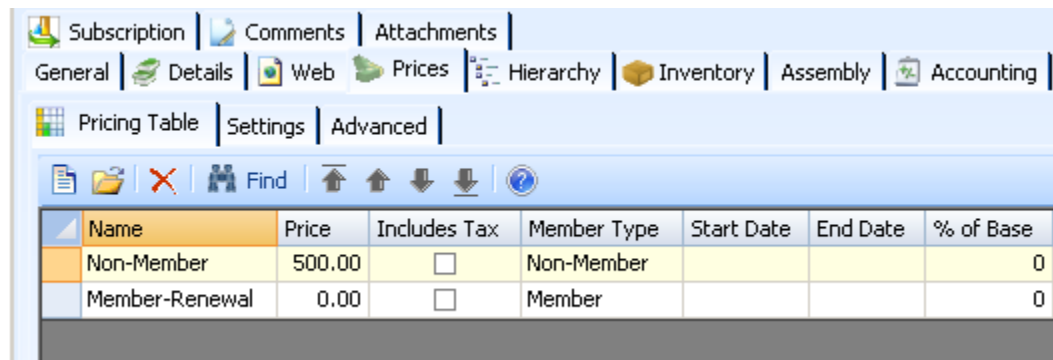 Subscription Comments Attachments
General Details Web Prices Hierarchy Inventory Assembly Accounting
Pricing Table Settings Advanced
Find
Name Price Includes Tax Member Type Start Date End Date % of Base
Non-Member 500.00 Non-Member 0
Member-Renewal 0.00 Member 0